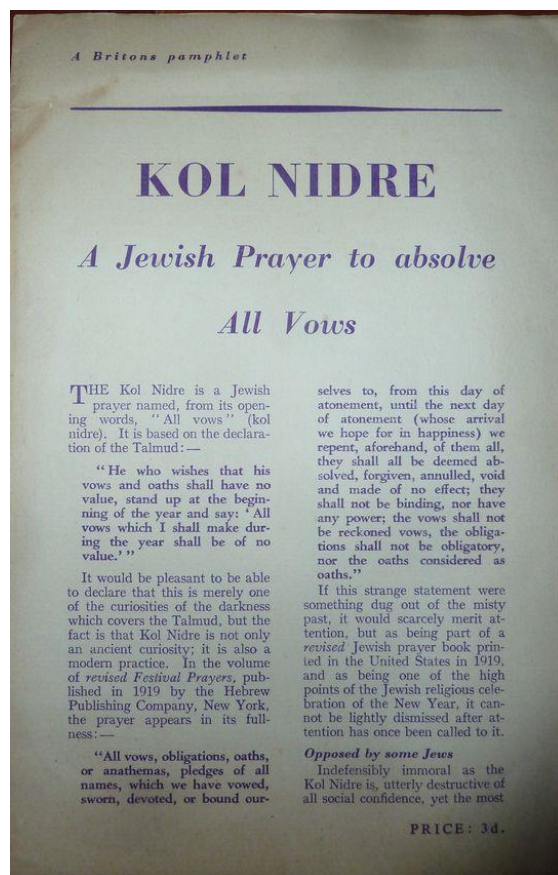 A Britons pamphlet
KOL NIDRE
A Jewish Prayer to absolve
All Vows
THE Kol Nidre is a Jewish
prayer named, from its open-
ing words, "All vows" (kol
nidre). It is based on the declara-
tion of the Talmud:—
"He who wishes that his
vows and oaths shall have no
value, stand up at the begin-
ning of the year and say: 'All
vows which I shall make dur-
ing the year shall be of no
value.'"
It would be pleasant to be able
to declare that this is merely one
of the curiosities of the darkness
which covers the Talmud, but the
fact is that Kol Nidre is not only
an ancient curiosity; it is also a
modern practice. In the volume
of revised Festival Prayers, pub-
lished in 1919 by the Hebrew
Publishing Company, New York,
the prayer appears in its full-
ness:—
"All vows, obligations, oaths,
or anathemas, pledges of all
names, which we have vowed,
sworn, devoted, or bound our-
selves to, from this day of
atonement, until the next day
of atonement (whose arrival
we hope for in happiness) we
repent, aforehand, of them all,
they shall all be deemed ab-
solved, forgiven, annulled, void
and made of no effect; they
shall not be binding, nor have
any power; the vows shall not
be reckoned vows, the obliga-
tions shall not be obligatory,
nor the oaths considered as
oaths."
If this strange statement were
something dug out of the misty
past, it would scarcely merit at-
tention, but as being part of a
revised Jewish prayer book prin-
ted in the United States in 1919,
and as being one of the high
points of the Jewish religious cele-
bration of the New Year, it can-
not be lightly dismissed after at-
tention has once been called to it.
Opposed by some Jews
Indefensibly immoral as the
Kol Nidre is, utterly destructive of
all social confidence, yet the most
PRICE: 3d.